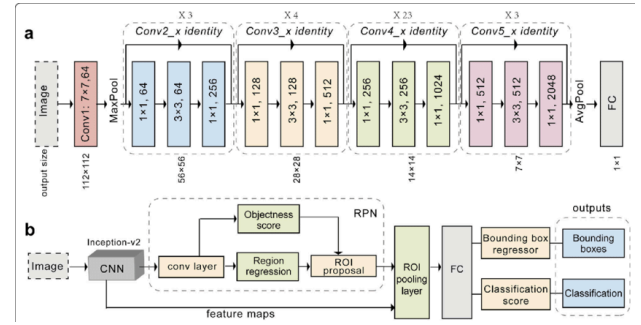 X 3 X 4 X 23 X 3
a Conv2_x identity Conv3_x identity Conv4_x identity Conv5_x identity
Image
Conv1: 7×7,64
MaxPool
1×1, 64
3×3, 64
1×1, 256
1×1, 128
3×3, 128
1×1, 512
1×1, 256
3×3, 256
1×1, 1024
1×1, 512
3×3, 512
1×1, 2048
AvgPool
FC
output size
112×112
56×56
28×28
14×14
7×7
1×1
b
RPN
outputs
Inception-v2
Image
CNN
conv layer
Objectness
score
Region
regression
ROI
proposal
ROI
pooling
layer
FC
Bounding box
regressor
Bounding
boxes
Classification
score
Classification
feature maps